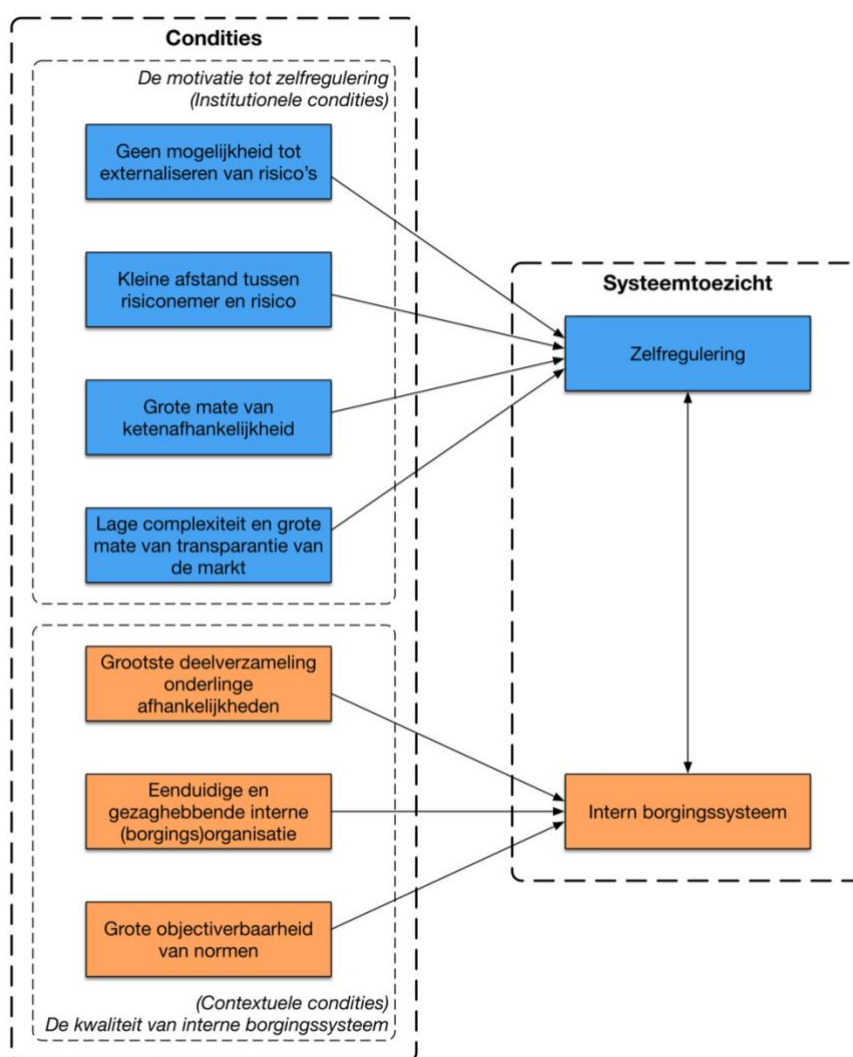 Condities
De motivatie tot zelfregulering
(Institutionele condities)
Geen mogelijkheid tot
externaliseren van risico's
Kleine afstand tussen
risiconemer en risico
Grote mate van
ketenafhankelijkheid
Lage complexiteit en grote
mate van transparantie van
de markt
Grootste deelverzameling
onderlinge
afhankelijkheden
Eenduidige en
gezaghebbende interne
(borgings)organisatie
Grote objectiverbaarheid
van normen
(Contextuele condities)
De kwaliteit van interne borgingssysteem
Systeemtoezicht
Zelfregulering
Intern borgingssysteem